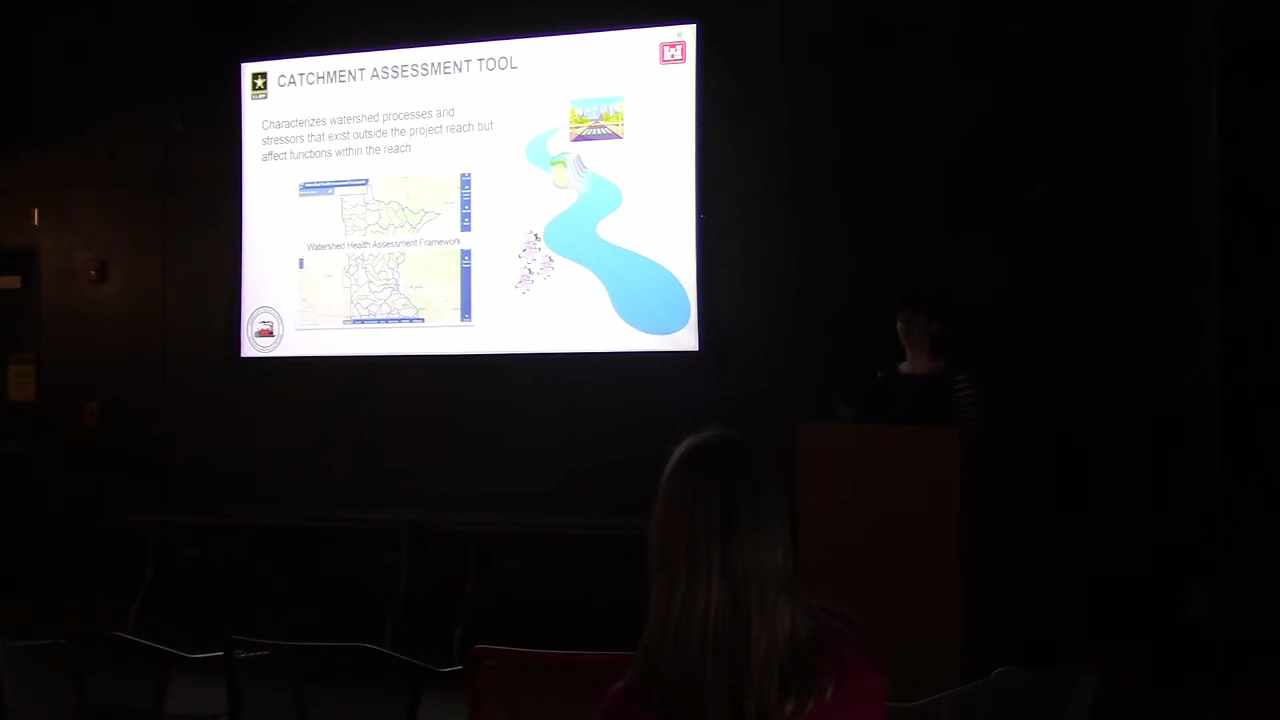 CATCHMENT ASSESSMENT TOOL
Characterizes watershed processes and
stressors that exist outside the project reach but
affect functions within the reach
Watershed Health Assessment Framework